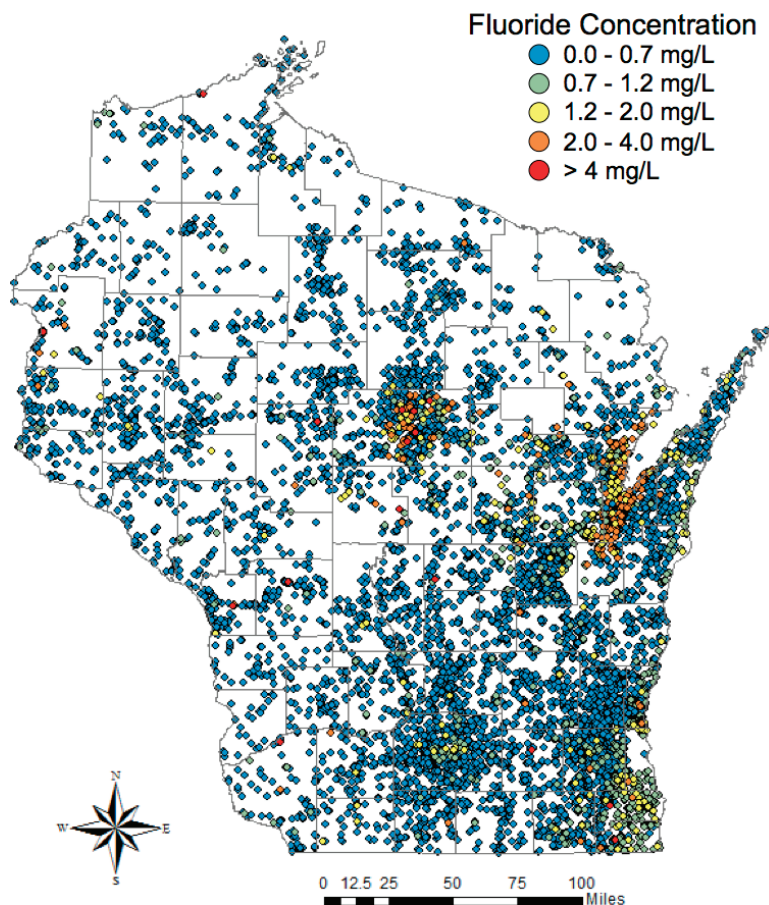 Fluoride Concentration
0.0 - 0.7 mg/L
0.7 - 1.2 mg/L
1.2 - 2.0 mg/L
2.0 - 4.0 mg/L
> 4 mg/L
N
W E
S
0 12.5 25 50 75 100
Miles